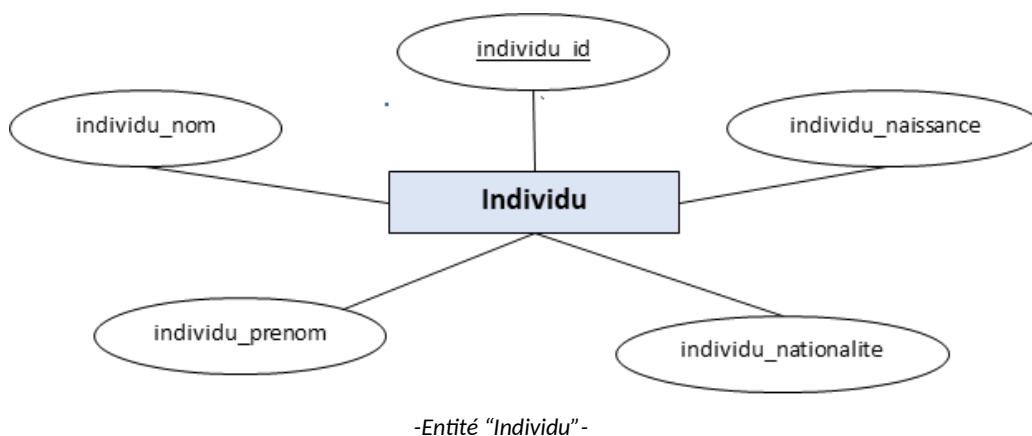 individu_id
individu_nom
individu_naissance
Individu
individu_prenom
individu_nationalite
-Entité “Individu”-